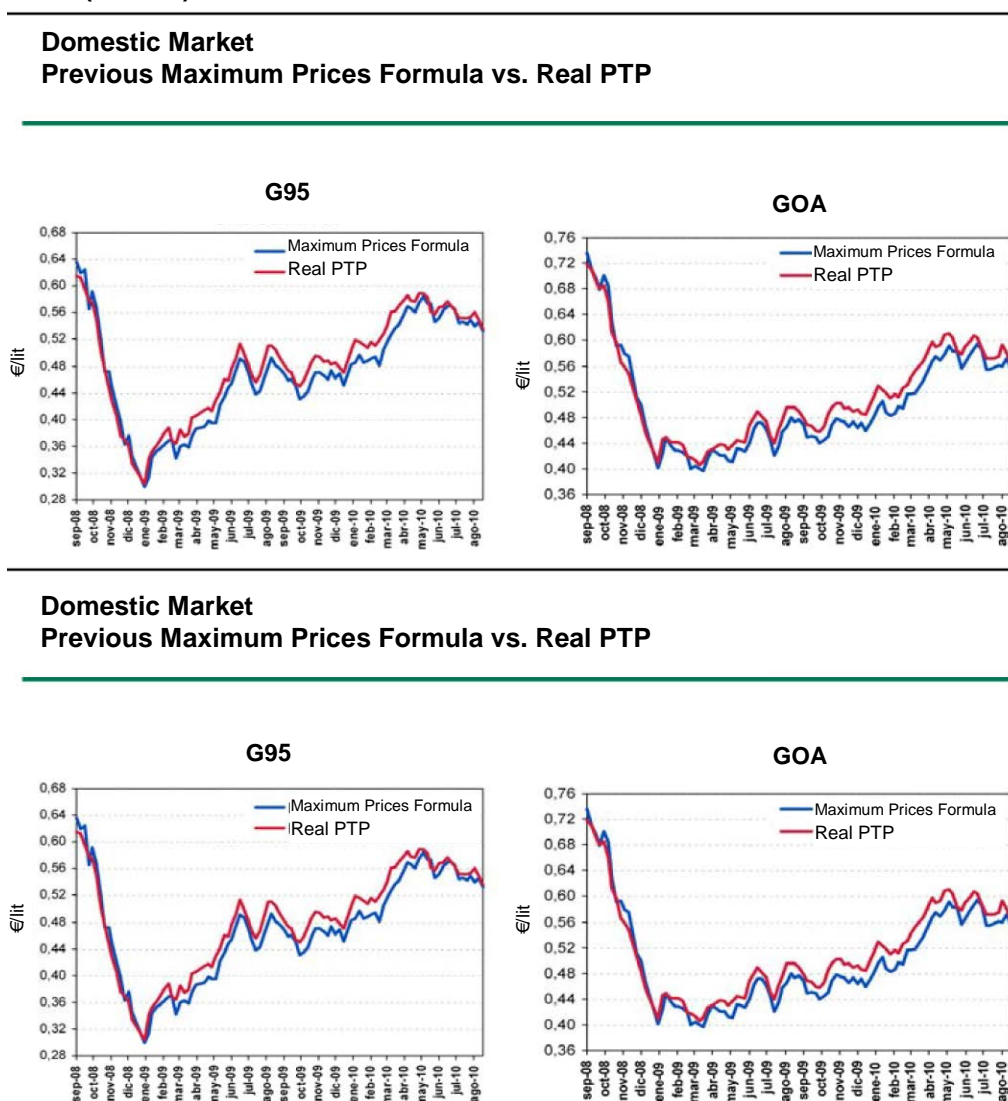 Domestic Market
Previous Maximum Prices Formula vs. Real PTP
G95
Maximum Prices Formula
Real PTP
€/lit
0,68
0,64
0,60
0,56
0,52
0,48
0,44
0,40
0,36
0,32
0,28
sep-08
oct-08
nov-08
dic-08
ene-09
feb-09
mar-09
abr-09
may-09
jun-09
jul-09
ago-09
sep-09
oct-09
nov-09
dic-09
ene-10
feb-10
mar-10
abr-10
may-10
jun-10
jul-10
ago-10
GOA
Maximum Prices Formula
Real PTP
€/lit
0,76
0,72
0,68
0,64
0,60
0,56
0,52
0,48
0,44
0,40
0,36
sep-08
oct-08
nov-08
dic-08
ene-09
feb-09
mar-09
abr-09
may-09
jun-09
jul-09
ago-09
sep-09
oct-09
nov-09
dic-09
ene-10
feb-10
mar-10
abr-10
may-10
jun-10
jul-10
ago-10
Domestic Market
Previous Maximum Prices Formula vs. Real PTP
G95
Maximum Prices Formula
Real PTP
€/lit
0,68
0,64
0,60
0,56
0,52
0,48
0,44
0,40
0,36
0,32
0,28
sep-08
oct-08
nov-08
dic-08
ene-09
feb-09
mar-09
abr-09
may-09
jun-09
jul-09
ago-09
sep-09
oct-09
nov-09
dic-09
ene-10
feb-10
mar-10
abr-10
may-10
jun-10
jul-10
ago-10
GOA
Maximum Prices Formula
Real PTP
€/lit
0,76
0,72
0,68
0,64
0,60
0,56
0,52
0,48
0,44
0,40
0,36
sep-08
oct-08
nov-08
dic-08
ene-09
feb-09
mar-09
abr-09
may-09
jun-09
jul-09
ago-09
sep-09
oct-09
nov-09
dic-09
ene-10
feb-10
mar-10
abr-10
may-10
jun-10
jul-10
ago-10